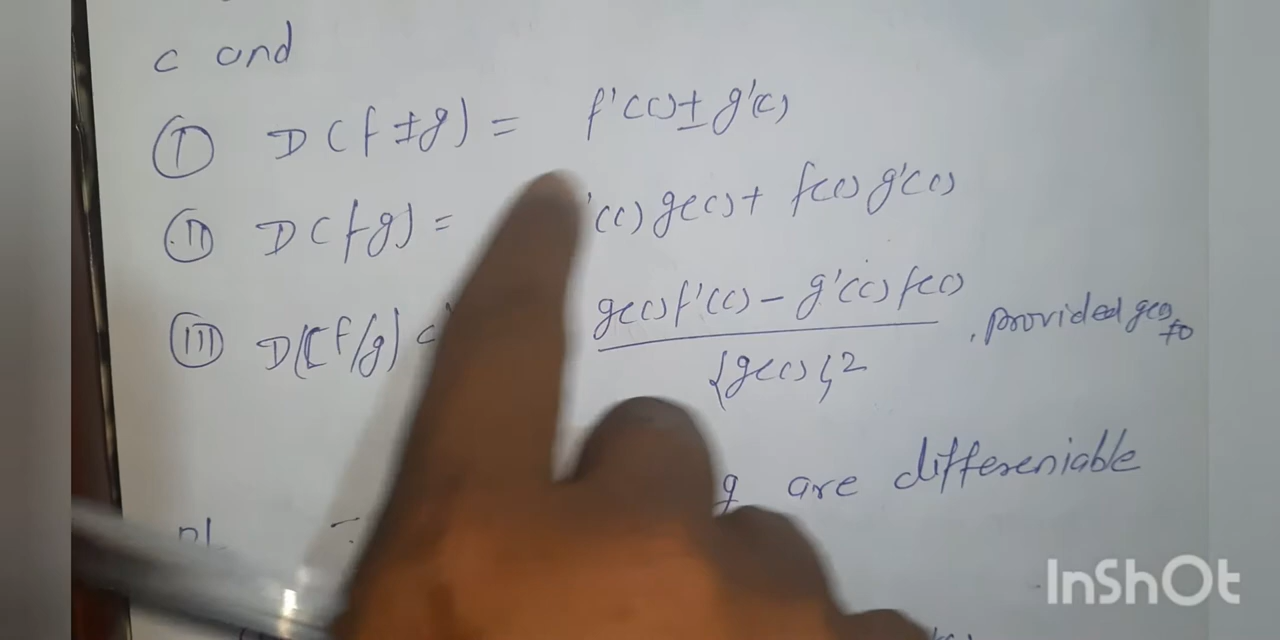 c and
(I) D(f±g) = f'(c) ± g'(c)
(II) D(fg) = '(c) g(c) + f(c) g'(c)
(III) D(f/g) c g(c) f'(c) - g'(c) f(c) , provided g(c) ≠0
{g(c)}2
g are differeniable
InShOt